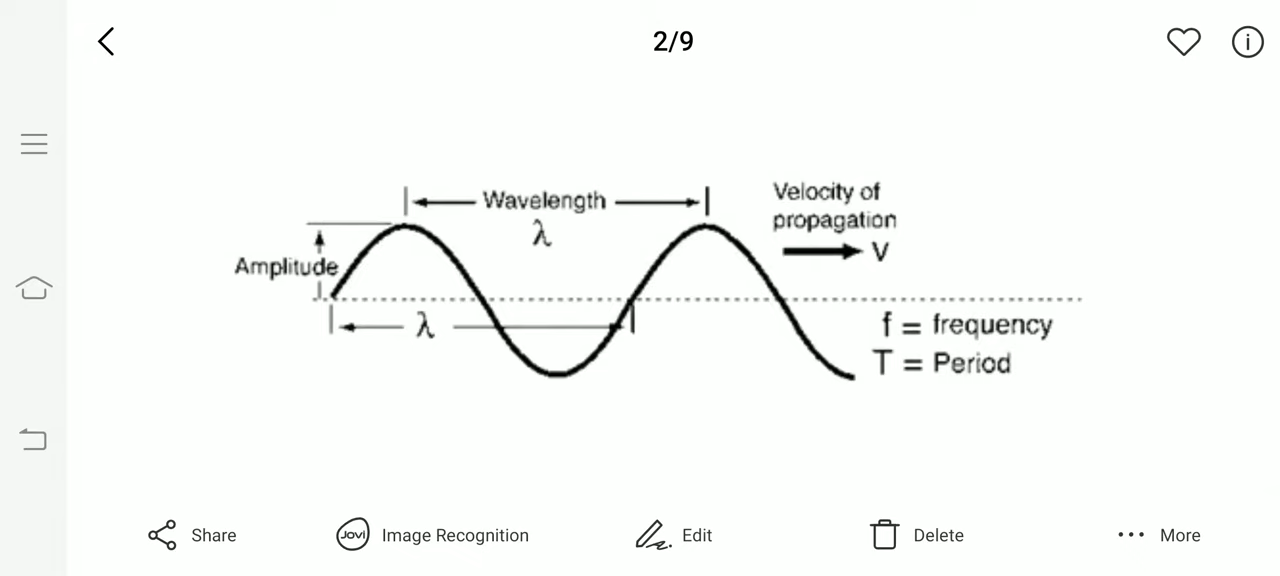 2/9
Wavelength
λ
Velocity of
propagation
V
Amplitude
λ
f = frequency
T = Period
Share
Jovi Image Recognition
Edit
Delete
More